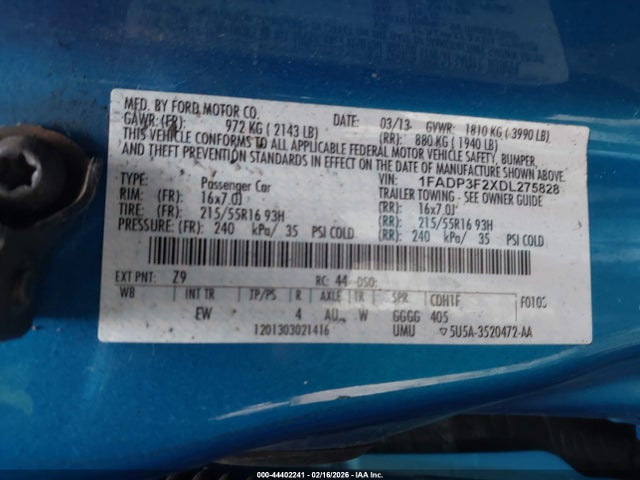 MFD. BY FORD MOTOR CO.
DATE: 03/13 GVWR: 1810 KG ( 3990 LB)
GAWR: (FR): 972 KG ( 2143 LB) (RR): 880 KG ( 1940 LB)
THIS VEHICLE CONFORMS TO ALL APPLICABLE FEDERAL MOTOR VEHICLE SAFETY, BUMPER,
AND THEFT PREVENTION STANDARDS IN EFFECT ON THE DATE OF MANUFACTURE SHOWN ABOVE.
VIN: 1FADP3F2XDL275828
TYPE: Passenger Car TRAILER TOWING - SEE OWNER GUIDE
RIM: (FR): 16x7.0J (RR): 16x7.0J
TIRE: (FR): 215/55R16 93H (RR): 215/55R16 93H
PRESSURE: (FR): 240 kPa/ 35 PSI COLD (RR): 240 kPa/ 35 PSI COLD
EXT PNT: Z9 RC: 44 DSO:
WB INT TR TP/PS R AXLE TR SPR CDH1F
EW 4 W GGGG 405
1201303021416 UMU 5U5A-3520472-AA
000-44402241 - 02/16/2026 - IAA Corp.